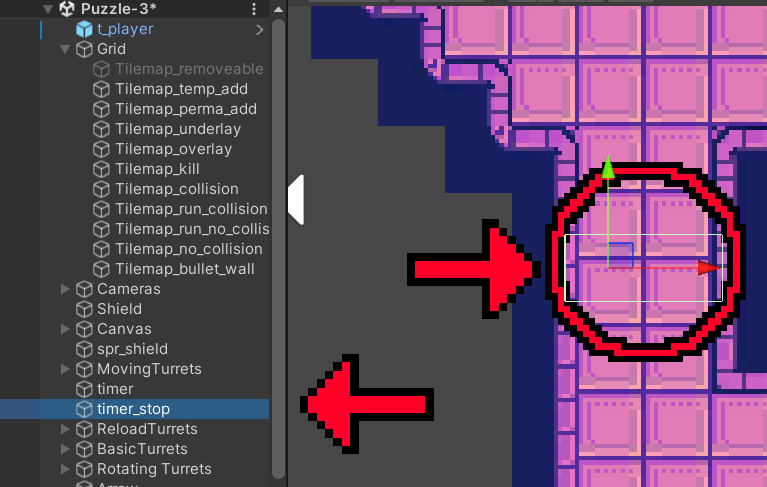 Puzzle-3*
t_player
Grid
Tilemap_removeable
Tilemap_temp_add
Tilemap_perma_add
Tilemap_underlay
Tilemap_overlay
Tilemap_kill
Tilemap_collision
Tilemap_run_collision
Tilemap_run_no_collis
Tilemap_no_collision
Tilemap_bullet_wall
Cameras
Shield
Canvas
spr_shield
MovingTurrets
timer
timer_stop
ReloadTurrets
BasicTurrets
Rotating Turrets